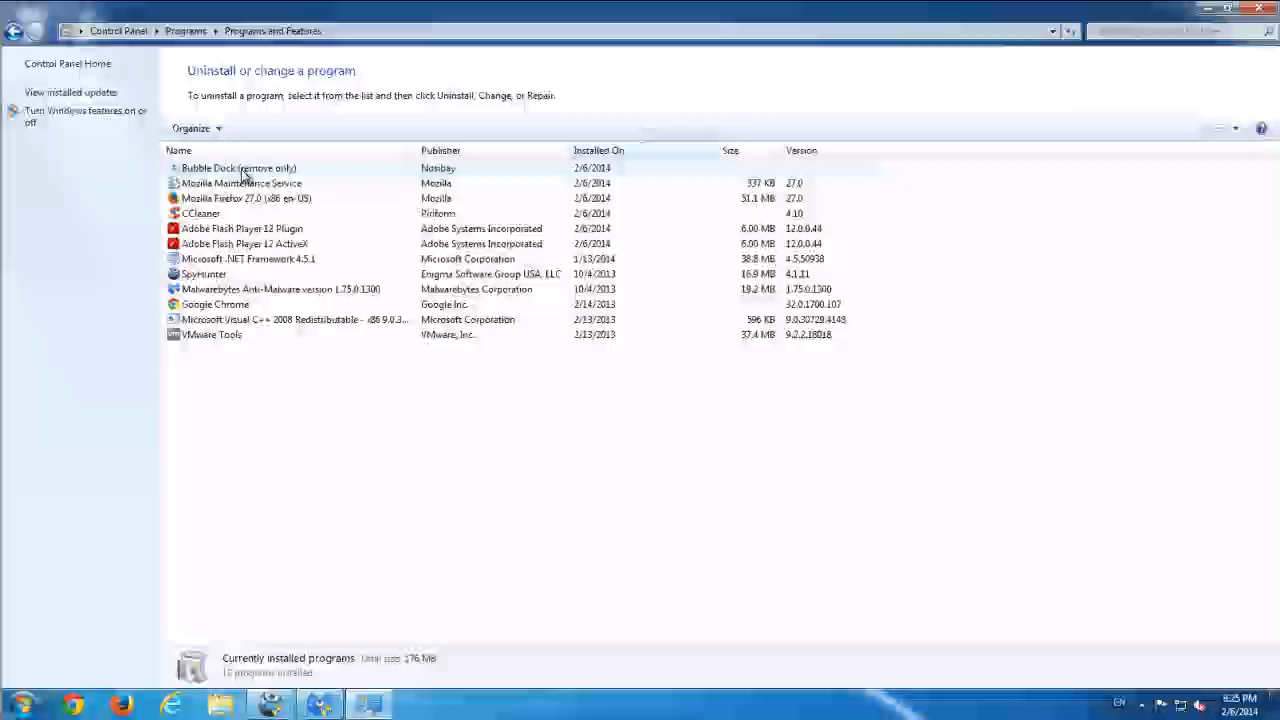 Control Panel Programs Programs and Features
Control Panel Home
View installed updates
Turn Windows features on or
off
Uninstall or change a program
To uninstall a program, select it from the list and then click Uninstall, Change, or Repair.
Organize
Name Publisher Installed On Size Version
Bubble Dock (remove only) Nosibay 2/6/2014
Mozilla Maintenance Service Mozilla 2/6/2014 337 KB 27.0
Mozilla Firefox 27.0 (x86 en-US) Mozilla 2/6/2014 51.1 MB 27.0
CCleaner Piriform 2/6/2014 4.10
Adobe Flash Player 12 Plugin Adobe Systems Incorporated 2/6/2014 6.00 MB 12.0.0.44
Adobe Flash Player 12 ActiveX Adobe Systems Incorporated 2/6/2014 6.00 MB 12.0.0.44
Microsoft .NET Framework 4.5.1 Microsoft Corporation 1/13/2014 38.8 MB 4.5.50938
SpyHunter Enigma Software Group USA, LLC 10/4/2013 16.9 MB
Malwarebytes Anti-Malware version 1.75.0.1300 Malwarebytes Corporation 10/4/2013 19.2 MB 1.75.0.1300
Google Chrome Google Inc. 2/14/2013 32.0.1700.107
Microsoft Visual C++ 2008 Redistributable - x86 9.0.3... Microsoft Corporation 2/13/2013 596 KB 9.0.30729.4148
VMware Tools VMware, Inc. 2/13/2013 37.4 MB
Currently installed programs Total size: 176 MB
12 programs installed
EN
6:25 PM
2/6/2014